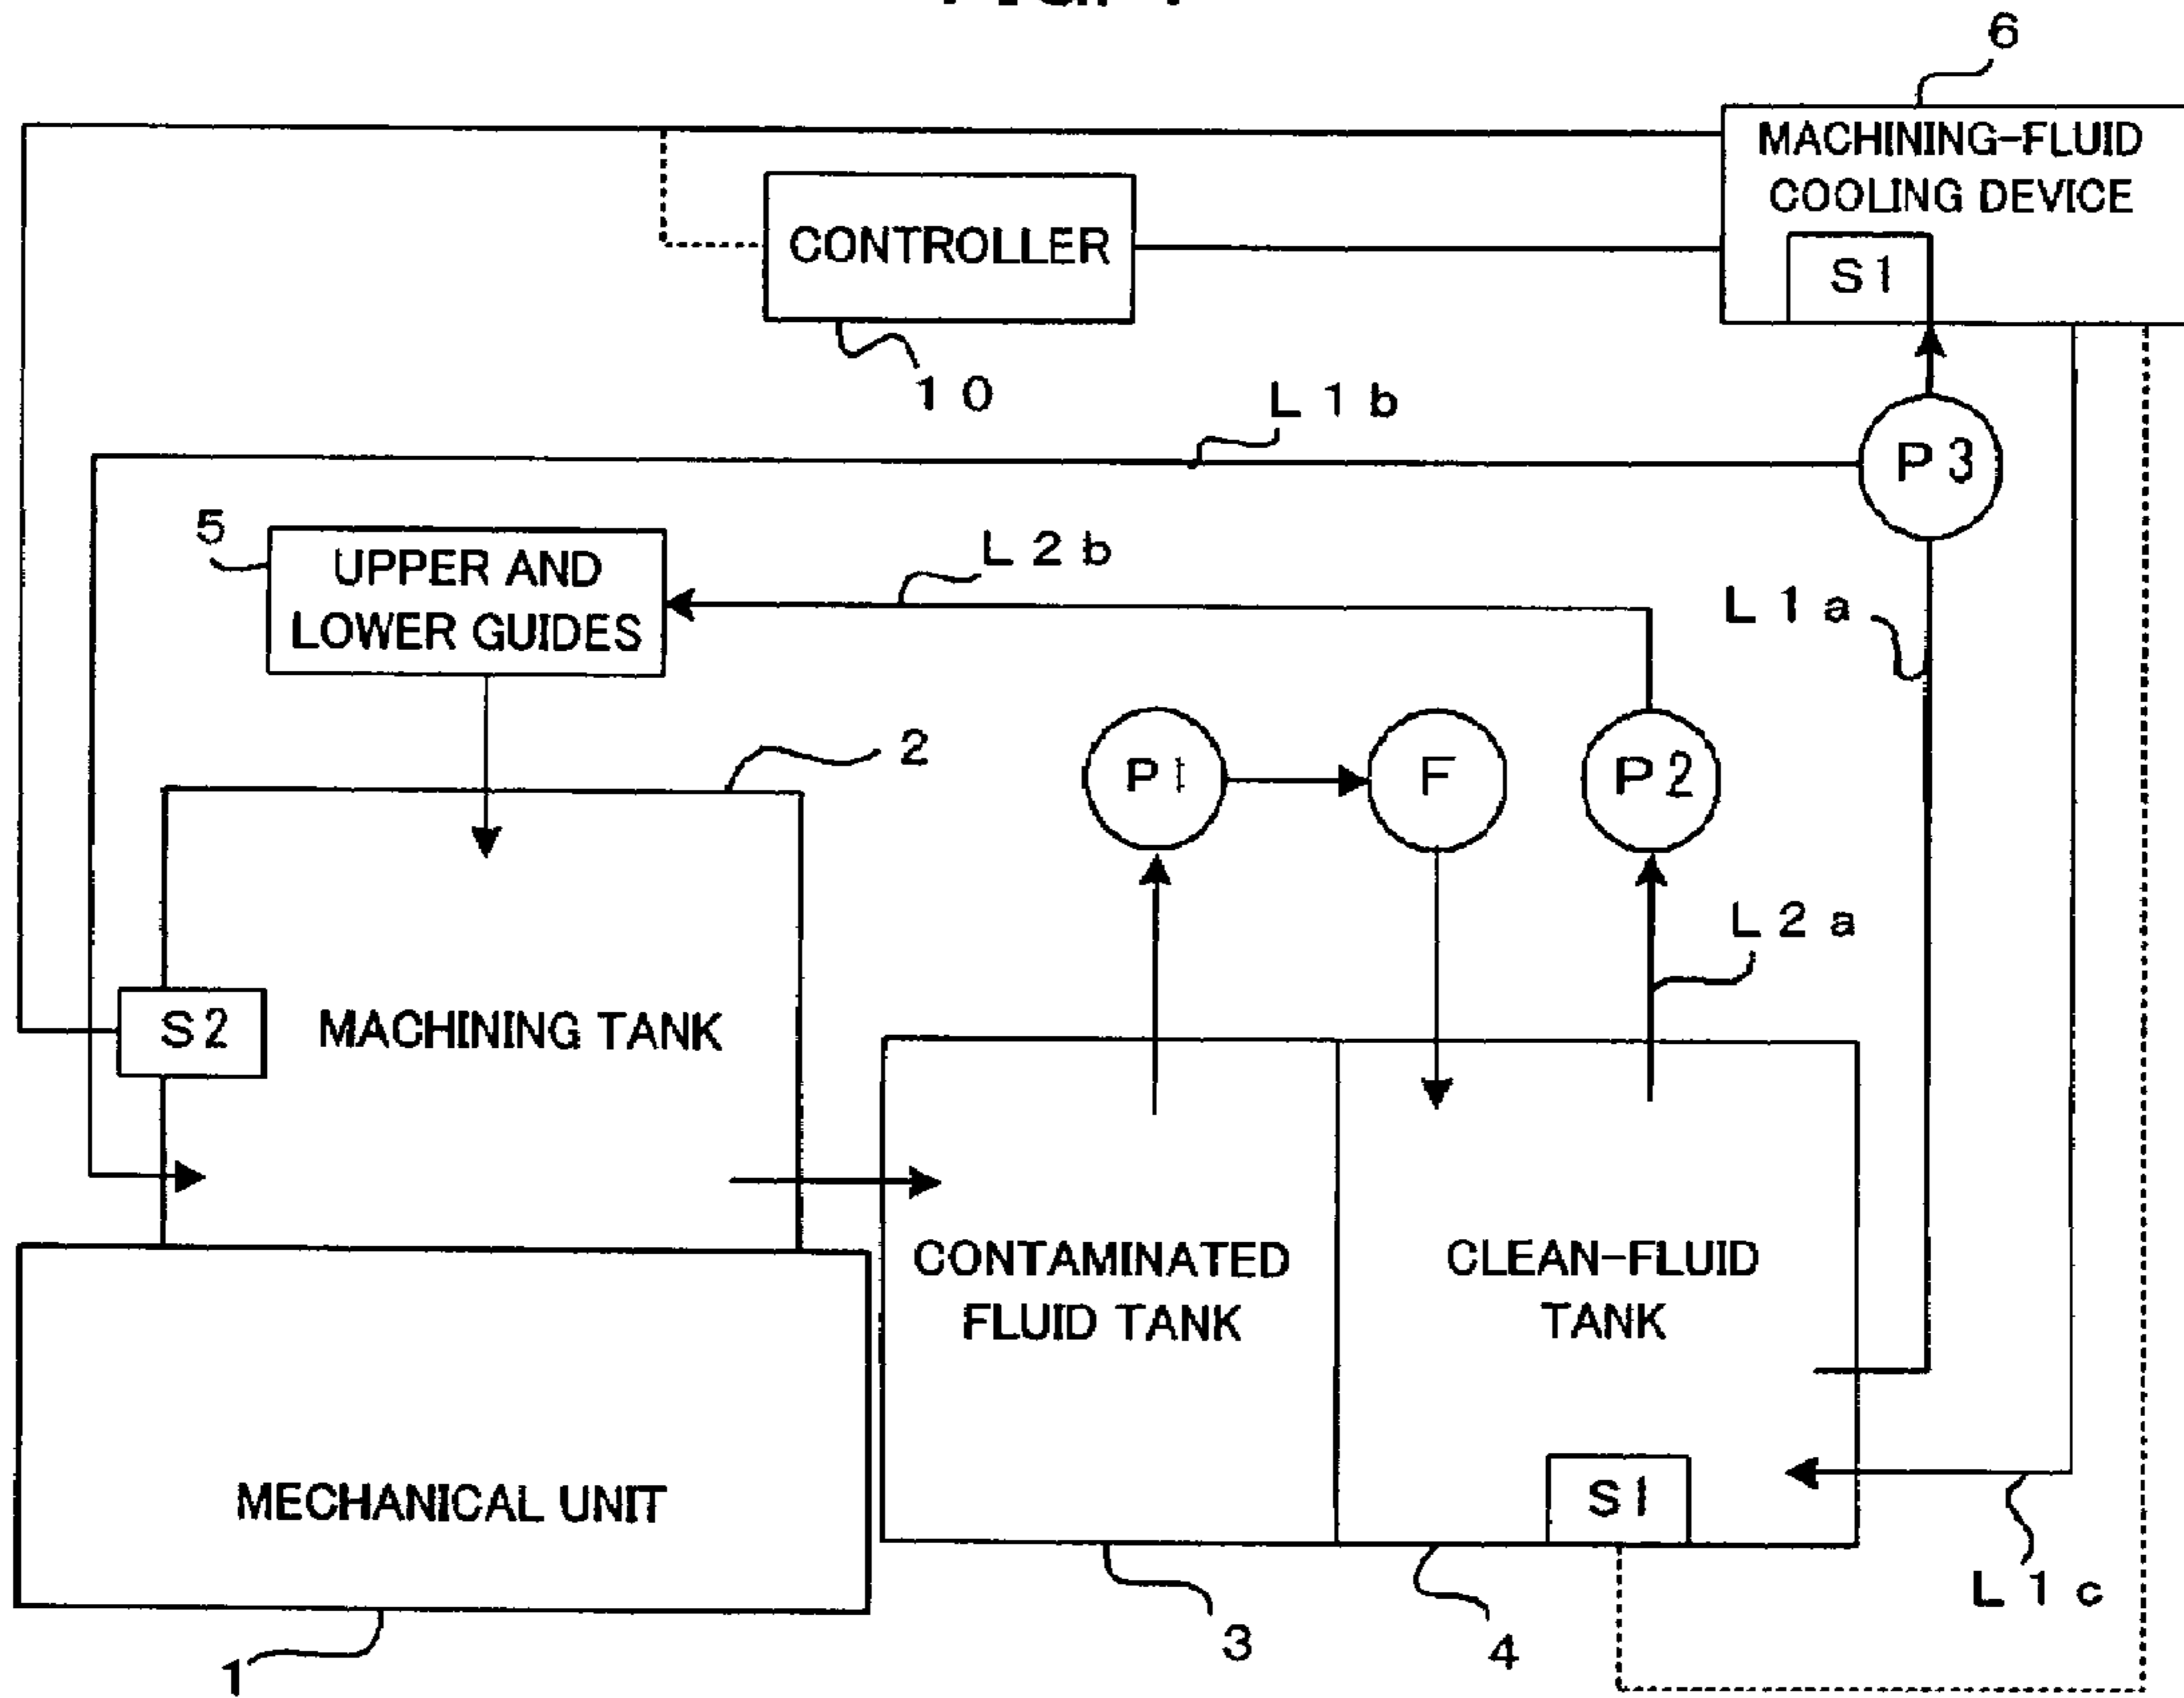 6
MACHINING-FLUID
COOLING DEVICE
S1
CONTROLLER
10
L1b
P3
5
UPPER AND
LOWER GUIDES
L2b
L1a
2
P1
F
P2
L2a
S2
MACHINING TANK
CONTAMINATED
FLUID TANK
CLEAN-FLUID
TANK
MECHANICAL UNIT
S1
L1c
1
3
4